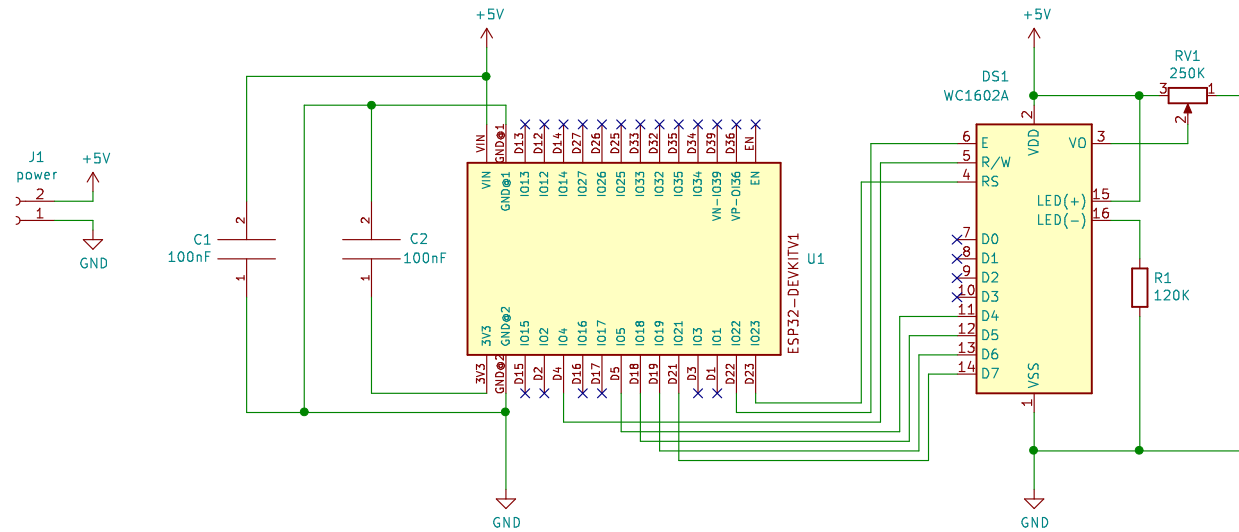 +5V
J1
power
+5V
2
1
GND
2
C1
100nF
1
2
C2
100nF
1
VIN
GND@1
D13
D12
D14
D27
D26
D25
D33
D32
D35
D34
D39
D36
EN
VIN
GND@1
IO13
IO12
IO14
IO27
IO26
IO25
IO33
IO32
IO35
IO34
VN-IO39
VP-DI36
EN
U1
ESP32-DEVKITV1
3V3
GND@2
IO15
IO2
IO4
IO16
IO17
IO5
IO18
IO19
IO21
IO3
IO1
IO22
IO23
3V3
GND@2
D15
D2
D4
D16
D17
D5
D18
D19
D21
D3
D1
D22
D23
GND
+5V
DS1
WC1602A
RV1
250K
3
1
2
2
VDD
6 E
5 R/W
4 RS
VO 3
LED(+) 15
LED(-) 16
7 D0
8 D1
9 D2
10 D3
11 D4
12 D5
13 D6
14 D7
VSS
1
R1
120K
GND